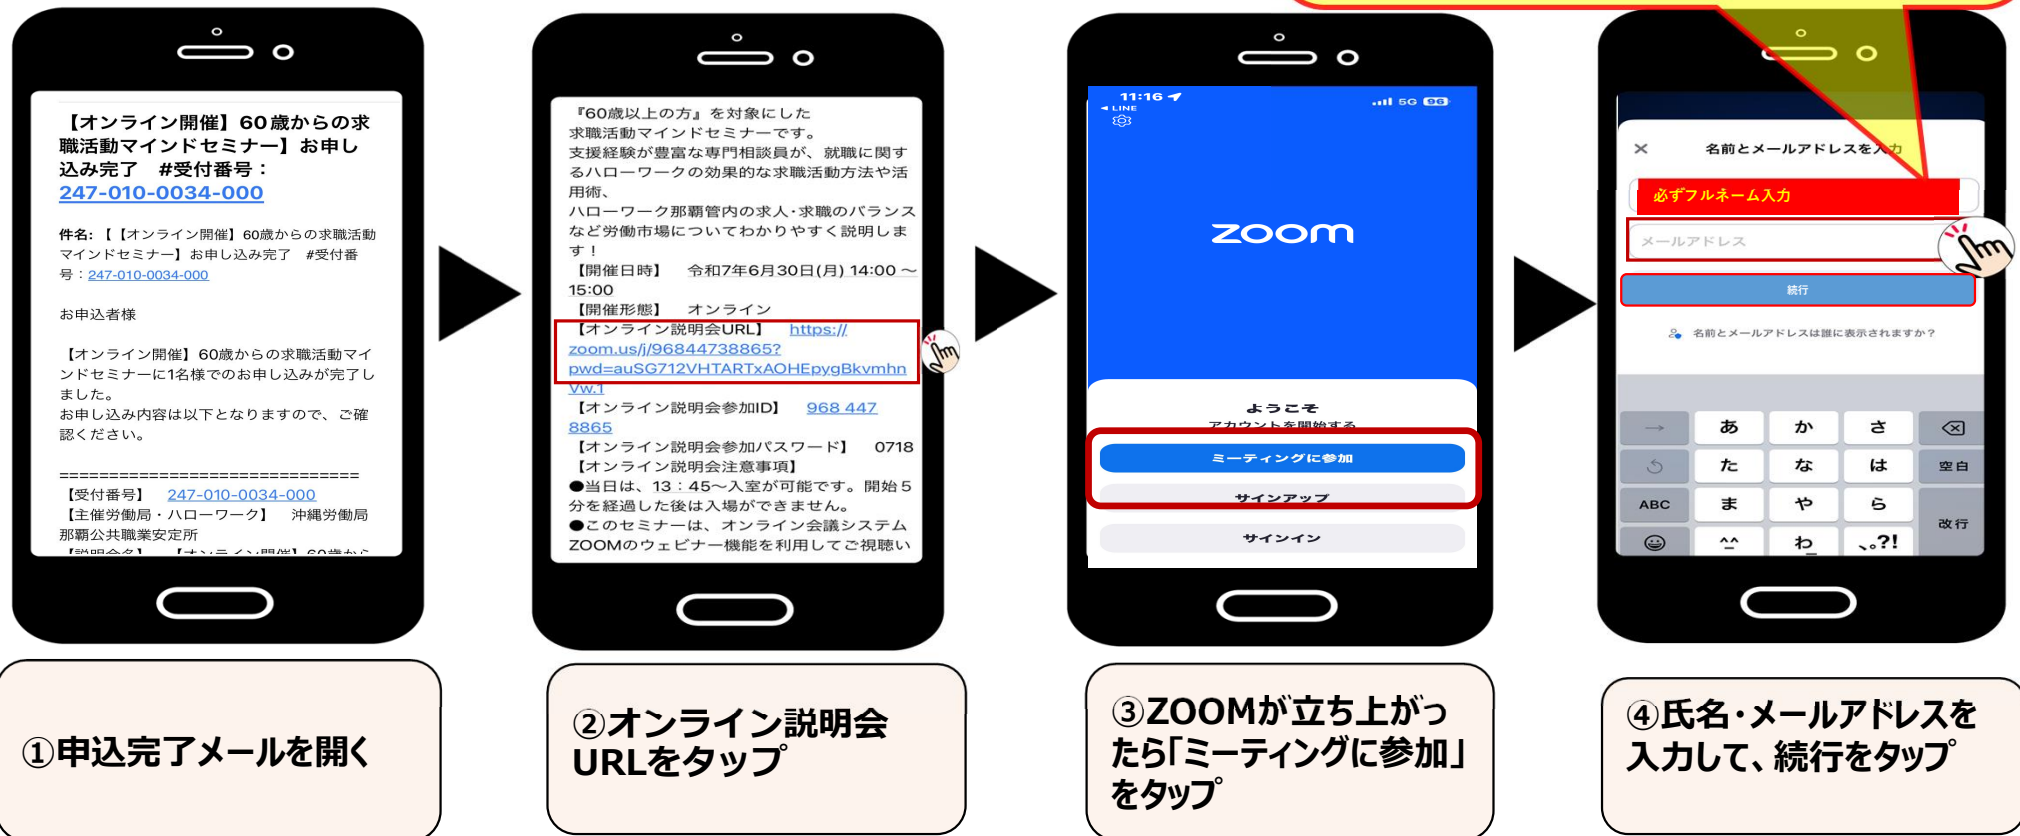 【オンライン開催】60歳からの求
職活動マインドセミナー】お申し
込み完了　#受付番号：
247-010-0034-000
件名:【【オンライン開催】60歳からの求職活動
マインドセミナー】お申し込み完了　#受付番
号：247-010-0034-000
お申込者様
【オンライン開催】60歳からの求職活動マイ
ンドセミナーに1名様でのお申し込みが完了し
ました。
お申し込み内容は以下となりますので、ご確
認ください。
==============================
【受付番号】　247-010-0034-000
【主催労働局・ハローワーク】　沖縄労働局
那覇公共職業安定所
【説明会名】　【オンライン開催】60歳から
①申込完了メールを開く
『60歳以上の方』を対象にした
求職活動マインドセミナーです。
支援経験が豊富な専門相談員が、就職に関す
るハローワークの効果的な求職活動方法や活
用術、
ハローワーク那覇管内の求人・求職のバランス
など労働市場についてわかりやすく説明しま
す！
【開催日時】　令和7年6月30日(月) 14:00～
15:00
【開催形態】　オンライン
【オンライン説明会URL】　https://
zoom.us/j/96844738865?
pwd=auSG712VHTARTxAOHEpygBkvmhn
Vw.1
【オンライン説明会参加ID】　968 447
8865
【オンライン説明会参加パスワード】　0718
【オンライン説明会注意事項】
●当日は、13：45～入室が可能です。開始５
分を経過した後は入場ができません。
●このセミナーは、オンライン会議システム
ZOOMのウェビナー機能を利用してご視聴い
②オンライン説明会
URLをタップ
11:16
5G 96
◀ LINE
zoom
ようこそ
アカウントを開始する
ミーティングに参加
サインアップ
サインイン
③ZOOMが立ち上がっ
たら「ミーティングに参加」
をタップ
× 名前とメールアドレスを入力
必ずフルネーム入力
メールアドレス
続行
名前とメールアドレスは誰に表示されますか？
→ あ か さ
た な は 空白
ABC ま や ら
改行
^^ わ 、。?!
④氏名・メールアドレスを
入力して、続行をタップ